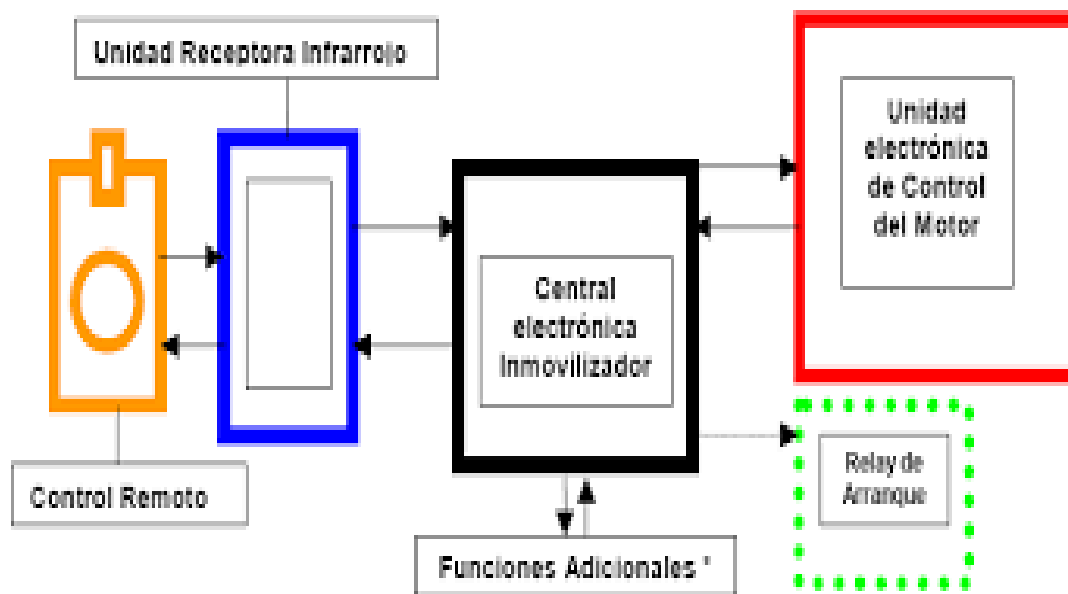 Unidad Receptora Infrarrojo
Unidad
electrónica
de Control
del Motor
Central
electrónica
Inmovilizador
Relay de
Arranque
Control Remoto
Funciones Adicionales *